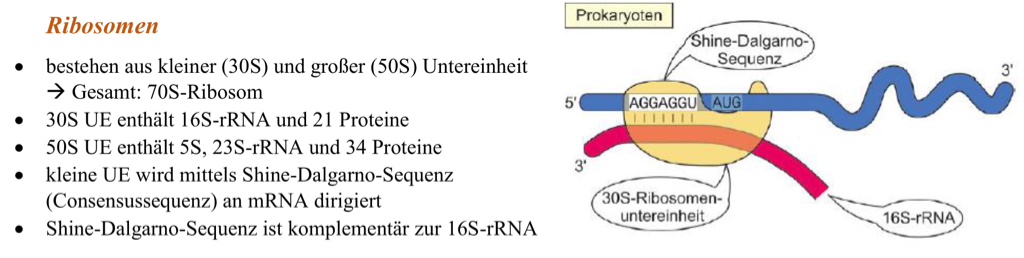 Ribosomen
• bestehen aus kleiner (30S) und großer (50S) Untereinheit
→ Gesamt: 70S-Ribosom
• 30S UE enthält 16S-rRNA und 21 Proteine
• 50S UE enthält 5S, 23S-rRNA und 34 Proteine
• kleine UE wird mittels Shine-Dalgarno-Sequenz
(Consensussequenz) an mRNA dirigiert
• Shine-Dalgarno-Sequenz ist komplementär zur 16S-rRNA
Prokaryoten
Shine-Dalgarno-
Sequenz
3'
5'
AGGAGGU AUG
3'
30S-Ribosomen-
untereinheit
16S-rRNA